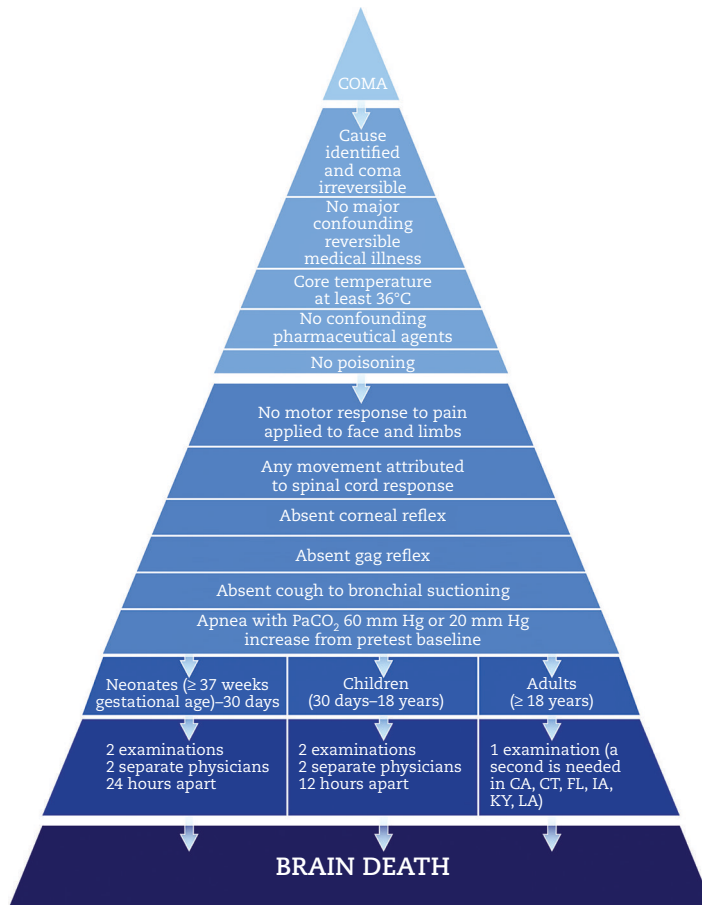 COMA
Cause
identified
and coma
irreversible
No major
confounding
reversible
medical illness
Core temperature
at least 36°C
No confounding
pharmaceutical agents
No poisoning
No motor response to pain
applied to face and limbs
Any movement attributed
to spinal cord response
Absent corneal reflex
Absent gag reflex
Absent cough to bronchial suctioning
Apnea with PaCO₂ 60 mm Hg or 20 mm Hg
increase from pretest baseline
Neonates (≥ 37 weeks
gestational age)–30 days
Children
(30 days–18 years)
Adults
(≥ 18 years)
2 examinations
2 separate physicians
24 hours apart
2 examinations
2 separate physicians
12 hours apart
1 examination (a
second is needed
in CA, CT, FL, IA,
KY, LA)
BRAIN DEATH